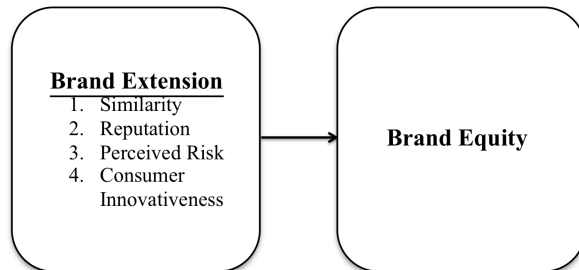 Brand Extension
1. Similarity
2. Reputation
3. Perceived Risk
4. Consumer
Innovativeness
Brand Equity